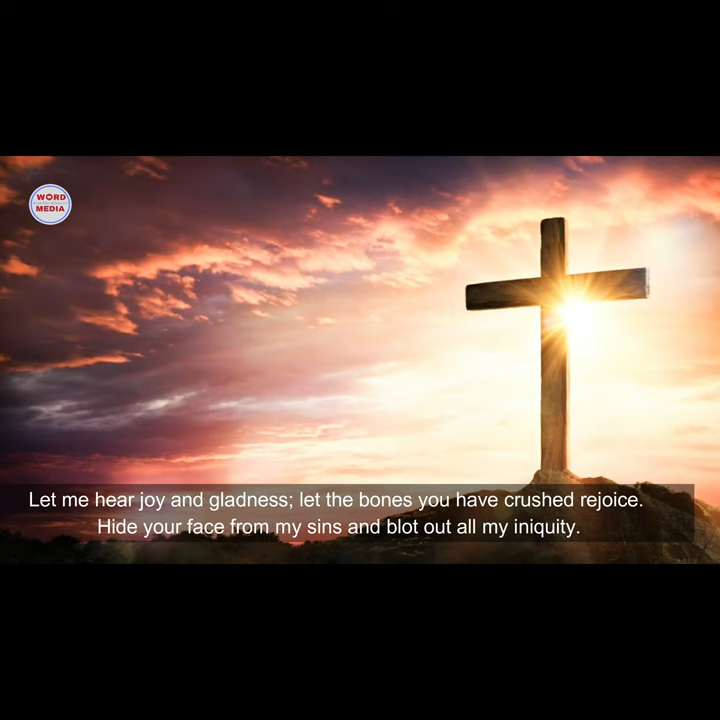 WORD
MEDIA
Let me hear joy and gladness; let the bones you have crushed rejoice.
Hide your face from my sins and blot out all my iniquity.